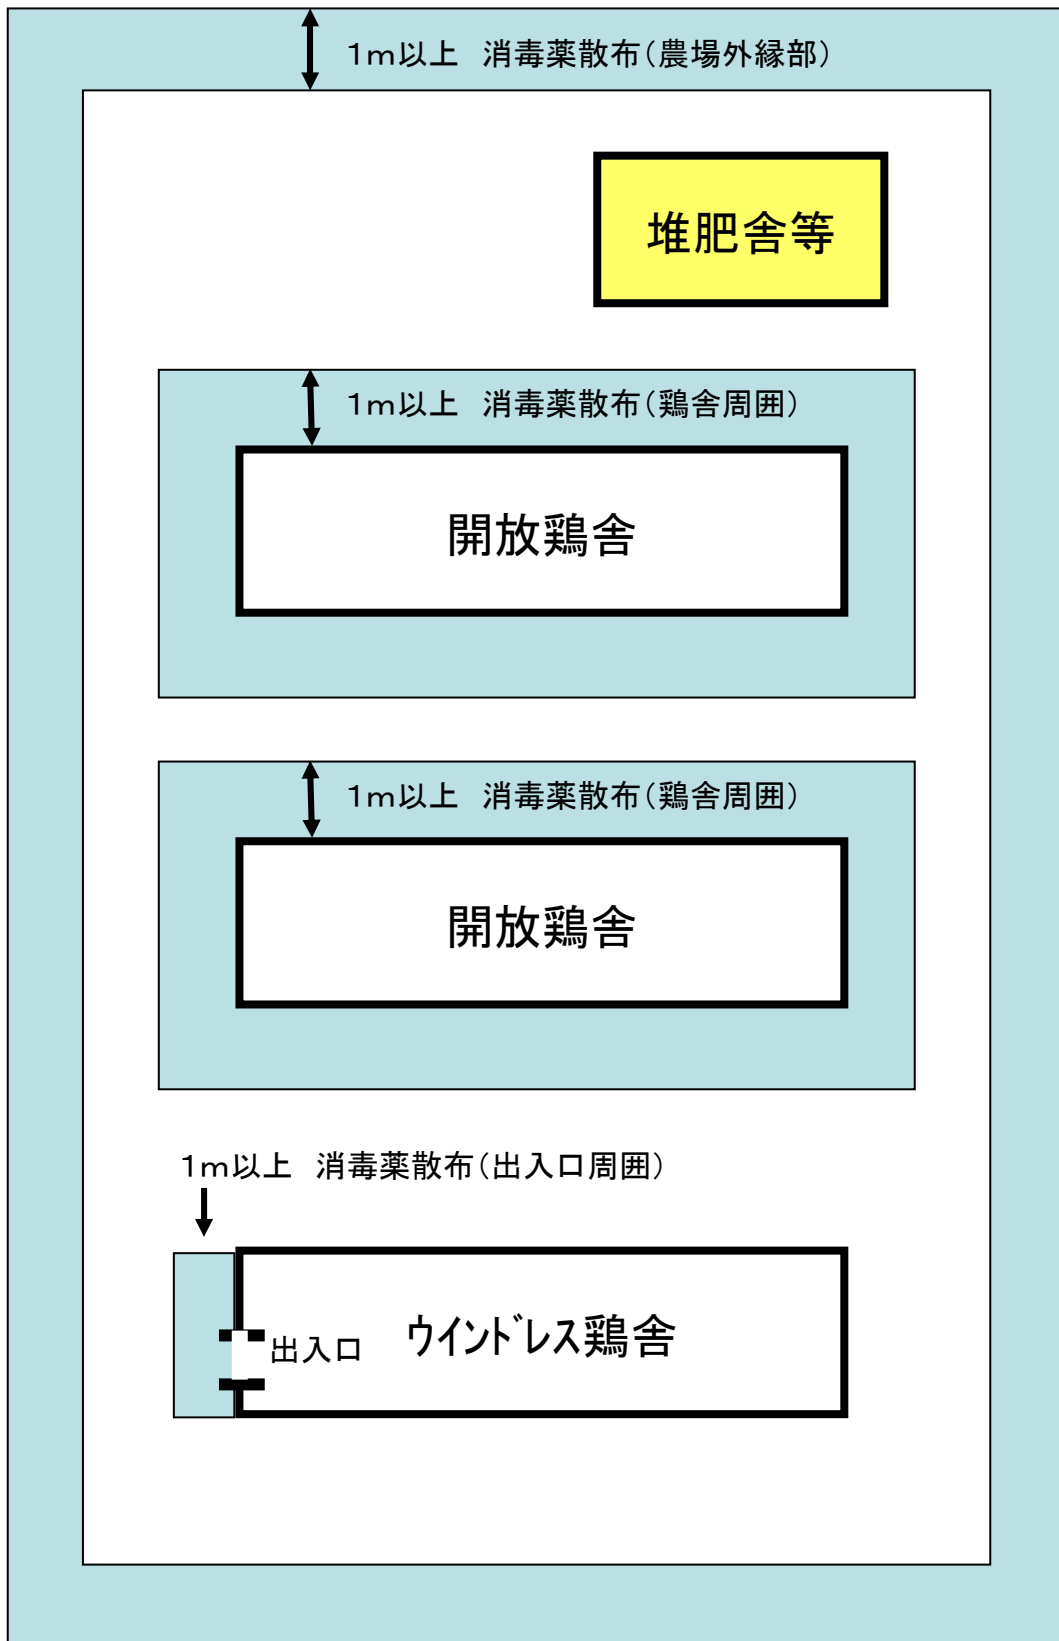 1m以上　消毒薬散布(農場外縁部)
堆肥舎等
1m以上　消毒薬散布(鶏舎周囲)
開放鶏舎
1m以上　消毒薬散布(鶏舎周囲)
開放鶏舎
1m以上　消毒薬散布(出入口周囲)
ｳｲﾝﾄﾞﾚｽ鶏舎
出入口